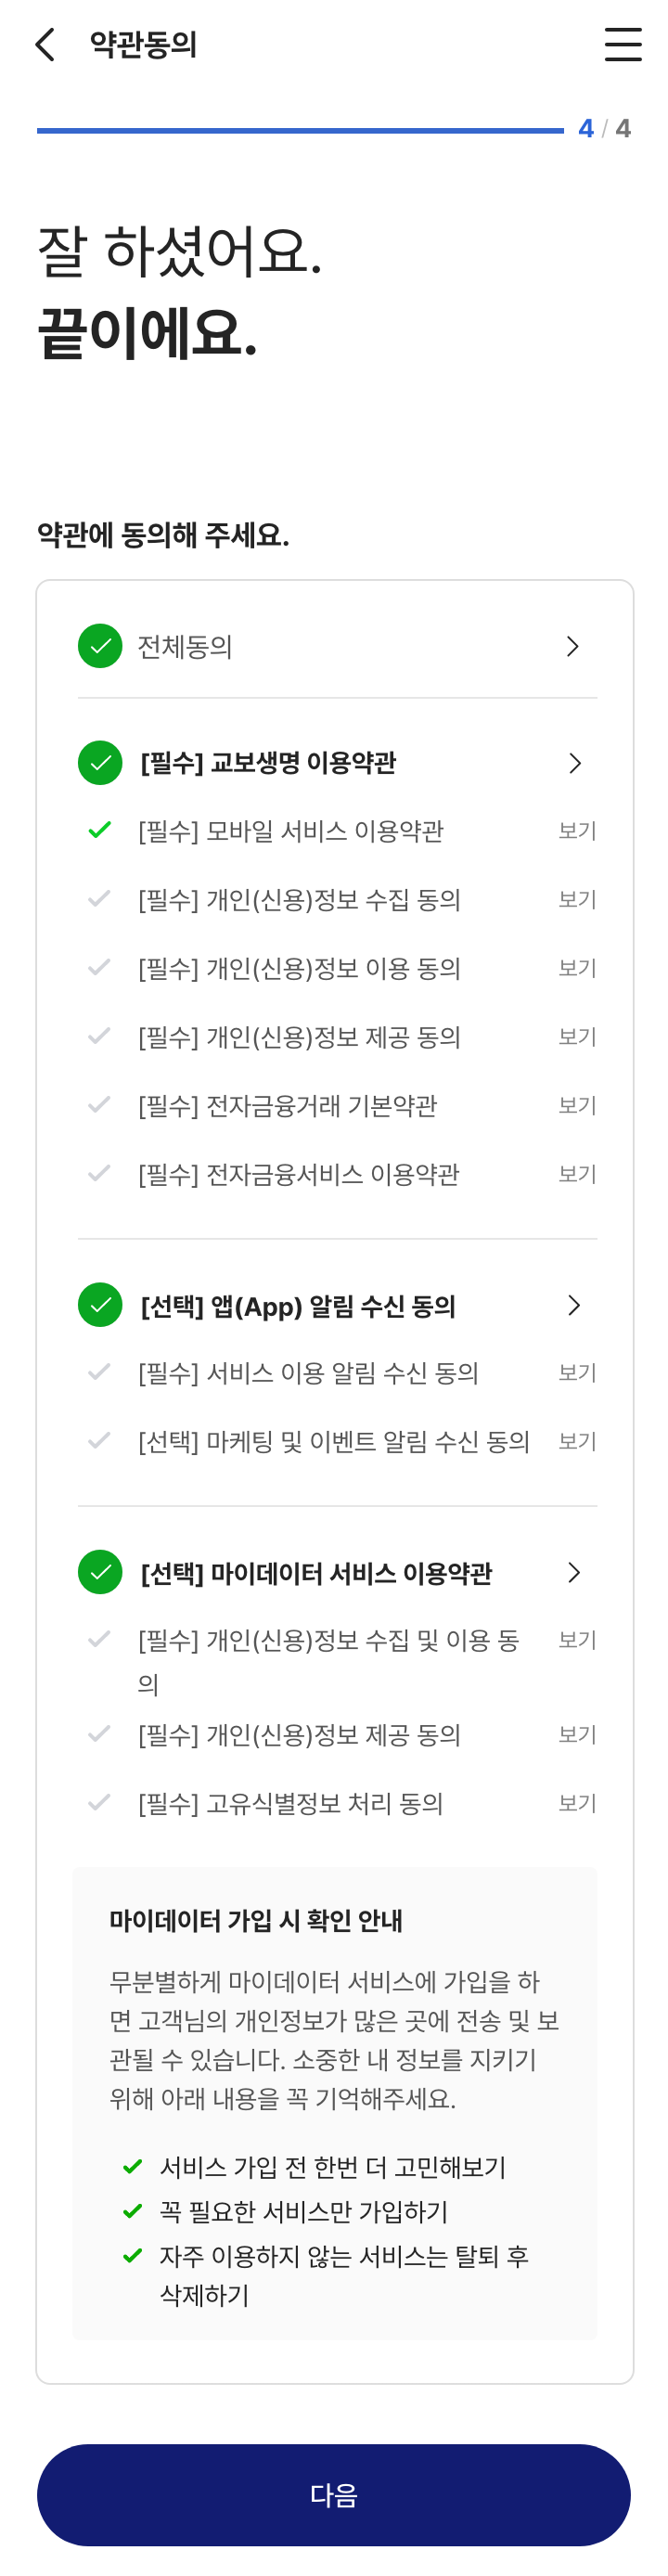 약관동의
4 / 4
잘 하셨어요.
끝이에요.
약관에 동의해 주세요.
전체동의
[필수] 교보생명 이용약관
[필수] 모바일 서비스 이용약관 보기
[필수] 개인(신용)정보 수집 동의 보기
[필수] 개인(신용)정보 이용 동의 보기
[필수] 개인(신용)정보 제공 동의 보기
[필수] 전자금융거래 기본약관 보기
[필수] 전자금융서비스 이용약관 보기
[선택] 앱(App) 알림 수신 동의
[필수] 서비스 이용 알림 수신 동의 보기
[선택] 마케팅 및 이벤트 알림 수신 동의 보기
[선택] 마이데이터 서비스 이용약관
[필수] 개인(신용)정보 수집 및 이용 동 보기
의
[필수] 개인(신용)정보 제공 동의 보기
[필수] 고유식별정보 처리 동의 보기
마이데이터 가입 시 확인 안내
무분별하게 마이데이터 서비스에 가입을 하
면 고객님의 개인정보가 많은 곳에 전송 및 보
관될 수 있습니다. 소중한 내 정보를 지키기
위해 아래 내용을 꼭 기억해주세요.
서비스 가입 전 한번 더 고민해보기
꼭 필요한 서비스만 가입하기
자주 이용하지 않는 서비스는 탈퇴 후
삭제하기
다음